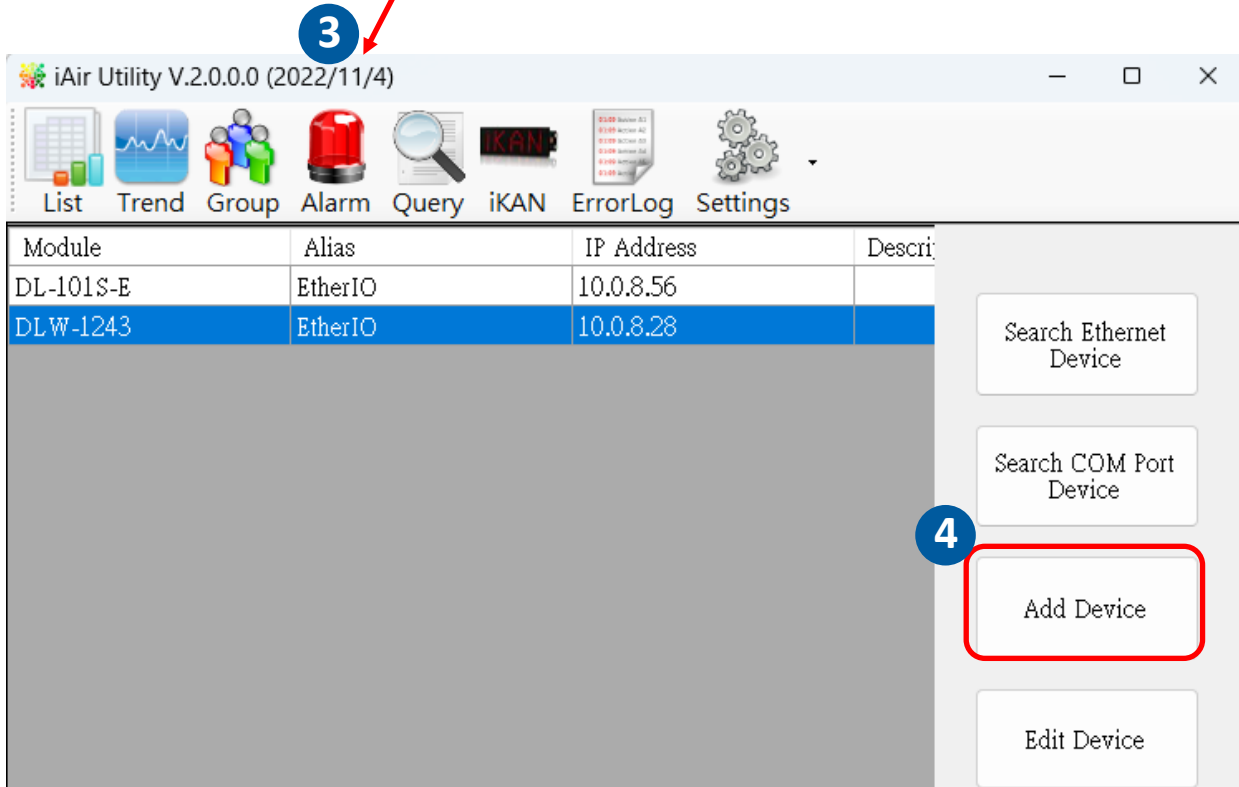 3
iAir Utility V.2.0.0.0 (2022/11/4)
iKAN
List Trend Group Alarm Query iKAN ErrorLog Settings
Module Alias IP Address Descrip
DL-101S-E EtherIO 10.0.8.56
DLW-1243 EtherIO 10.0.8.28
Search Ethernet
Device
Search COM Port
Device
4
Add Device
Edit Device